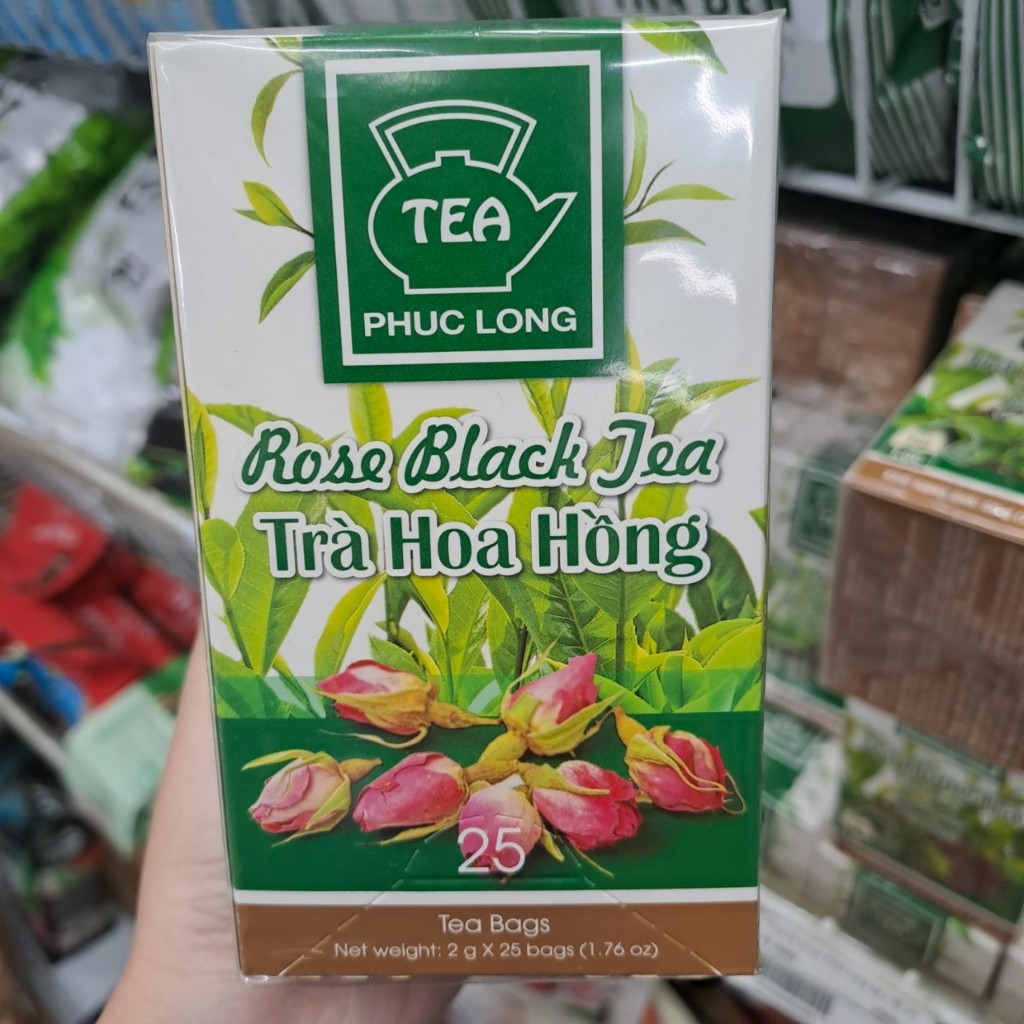 TEA
PHUC LONG
Rose Black Tea
Trà Hoa Hồng
25
Tea Bags
Net weight: 2 g X 25 bags (1.76 oz)